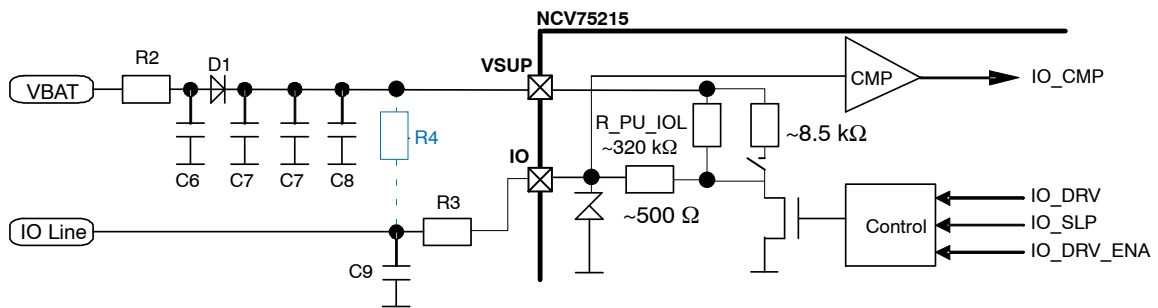 NCV75215
R2
D1
VSUP
VBAT
CMP
IO_CMP
R4
R_PU_IOL
~320 kΩ
~8.5 kΩ
C6
C7
C7
C8
IO
R3
~500 Ω
IO Line
C9
Control
IO_DRV
IO_SLP
IO_DRV_ENA